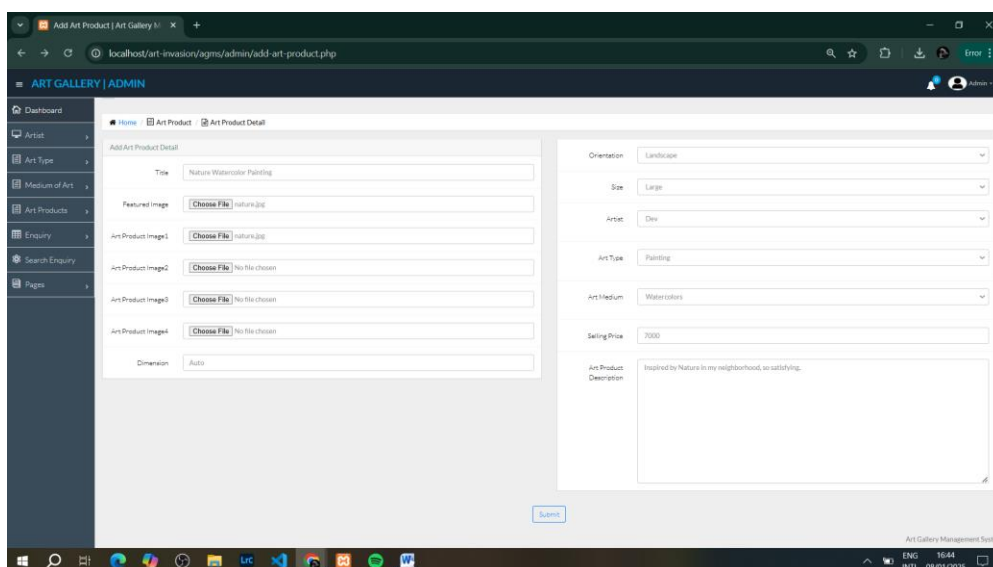 Add Art Product | Art Gallery M
localhost/art-invasion/agms/admin/add-art-product.php
Error
ART GALLERY | ADMIN
Admin
Dashboard
Artist
Art Type
Medium of Art
Art Products
Enquiry
Search Enquiry
Pages
Home / Art Product / Art Product Detail
Add Art Product Detail
Title Nature Watercolor Painting
Featured Image Choose File nature.jpg
Art Product Image1 Choose File nature.jpg
Art Product Image2 Choose File No file chosen
Art Product Image3 Choose File No file chosen
Art Product Image4 Choose File No file chosen
Dimension Auto
Orientation Landscape
Size Large
Artist Dev
Art Type Painting
Art Medium Watercolors
Selling Price 7000
Art Product Description Inspired by Nature in my neighborhood, so satisfying.
Submit
Art Gallery Management Syst
LrC
W
ENG
INTL
16:44
08/01/2025